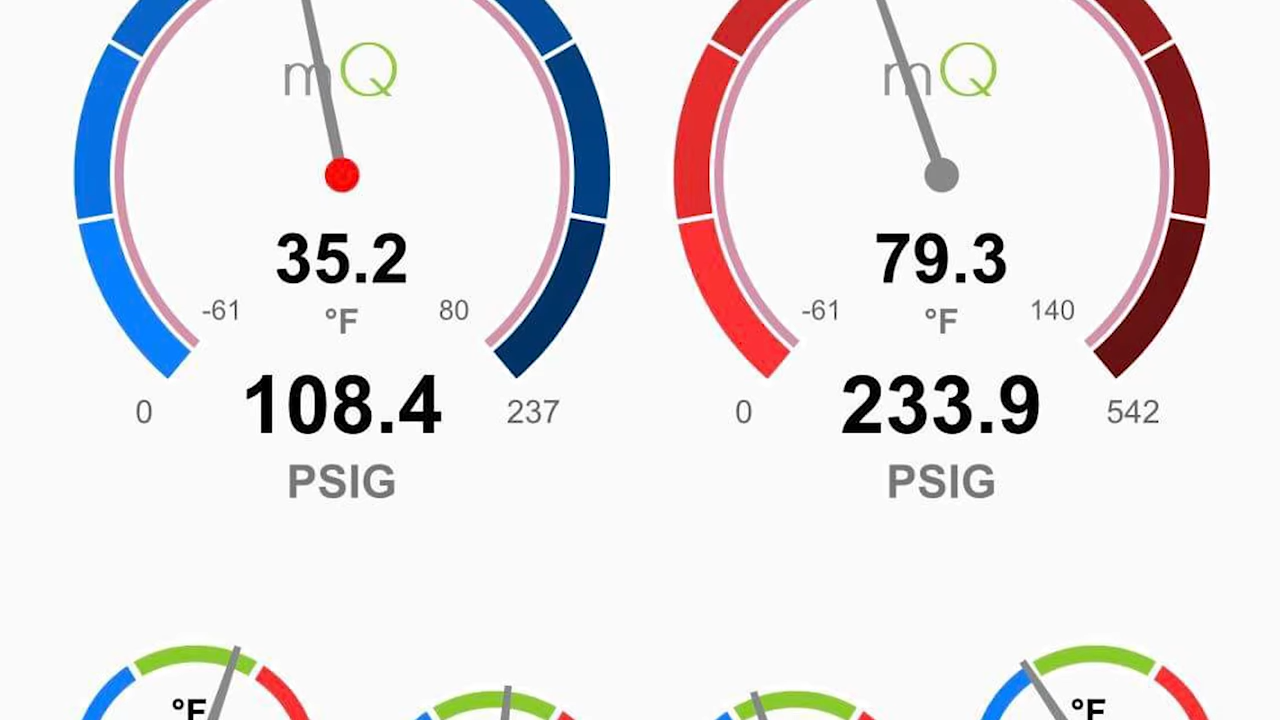 mQ
mQ
35.2
79.3
-61 °F 80
-61 °F 140
0 108.4 237
0 233.9 542
PSIG
PSIG
°F
°F